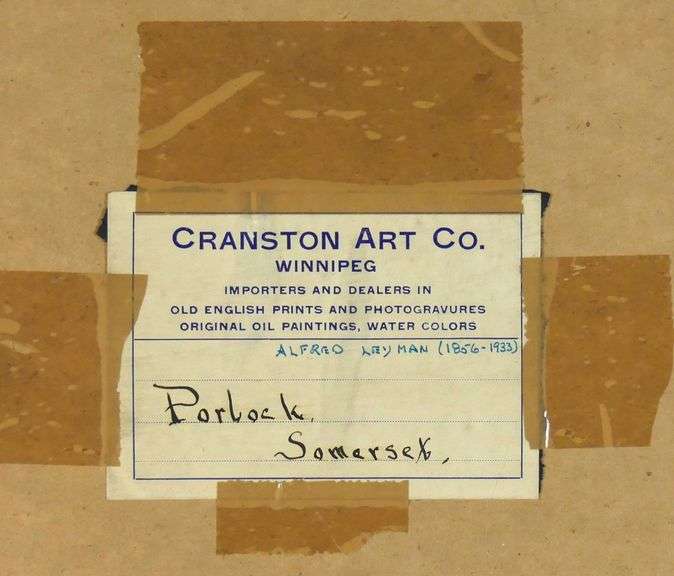 CRANSTON ART CO.
WINNIPEG
IMPORTERS AND DEALERS IN
OLD ENGLISH PRINTS AND PHOTOGRAVURES
ORIGINAL OIL PAINTINGS, WATER COLORS
ALFRED LEYMAN (1856-1933)
Porlock.
Somerset,